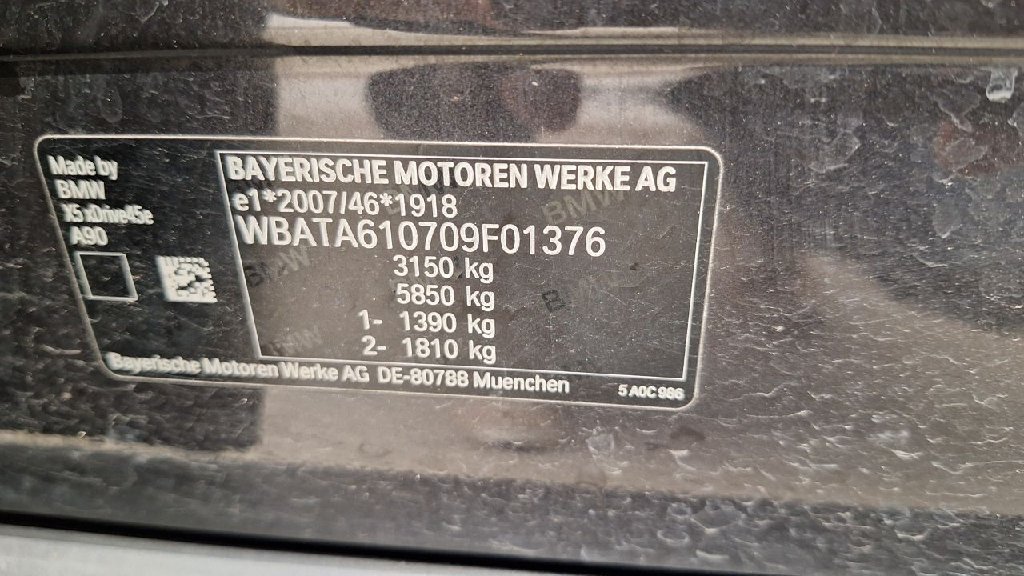 Made by
BMW
X5 xDrive45e
A90
BAYERISCHE MOTOREN WERKE AG
e1*2007/46*1918
WBATA610709F01376
3150 kg
5850 kg
1- 1390 kg
2- 1810 kg
Bayerische Motoren Werke AG DE-80788 Muenchen
5 A0C 986